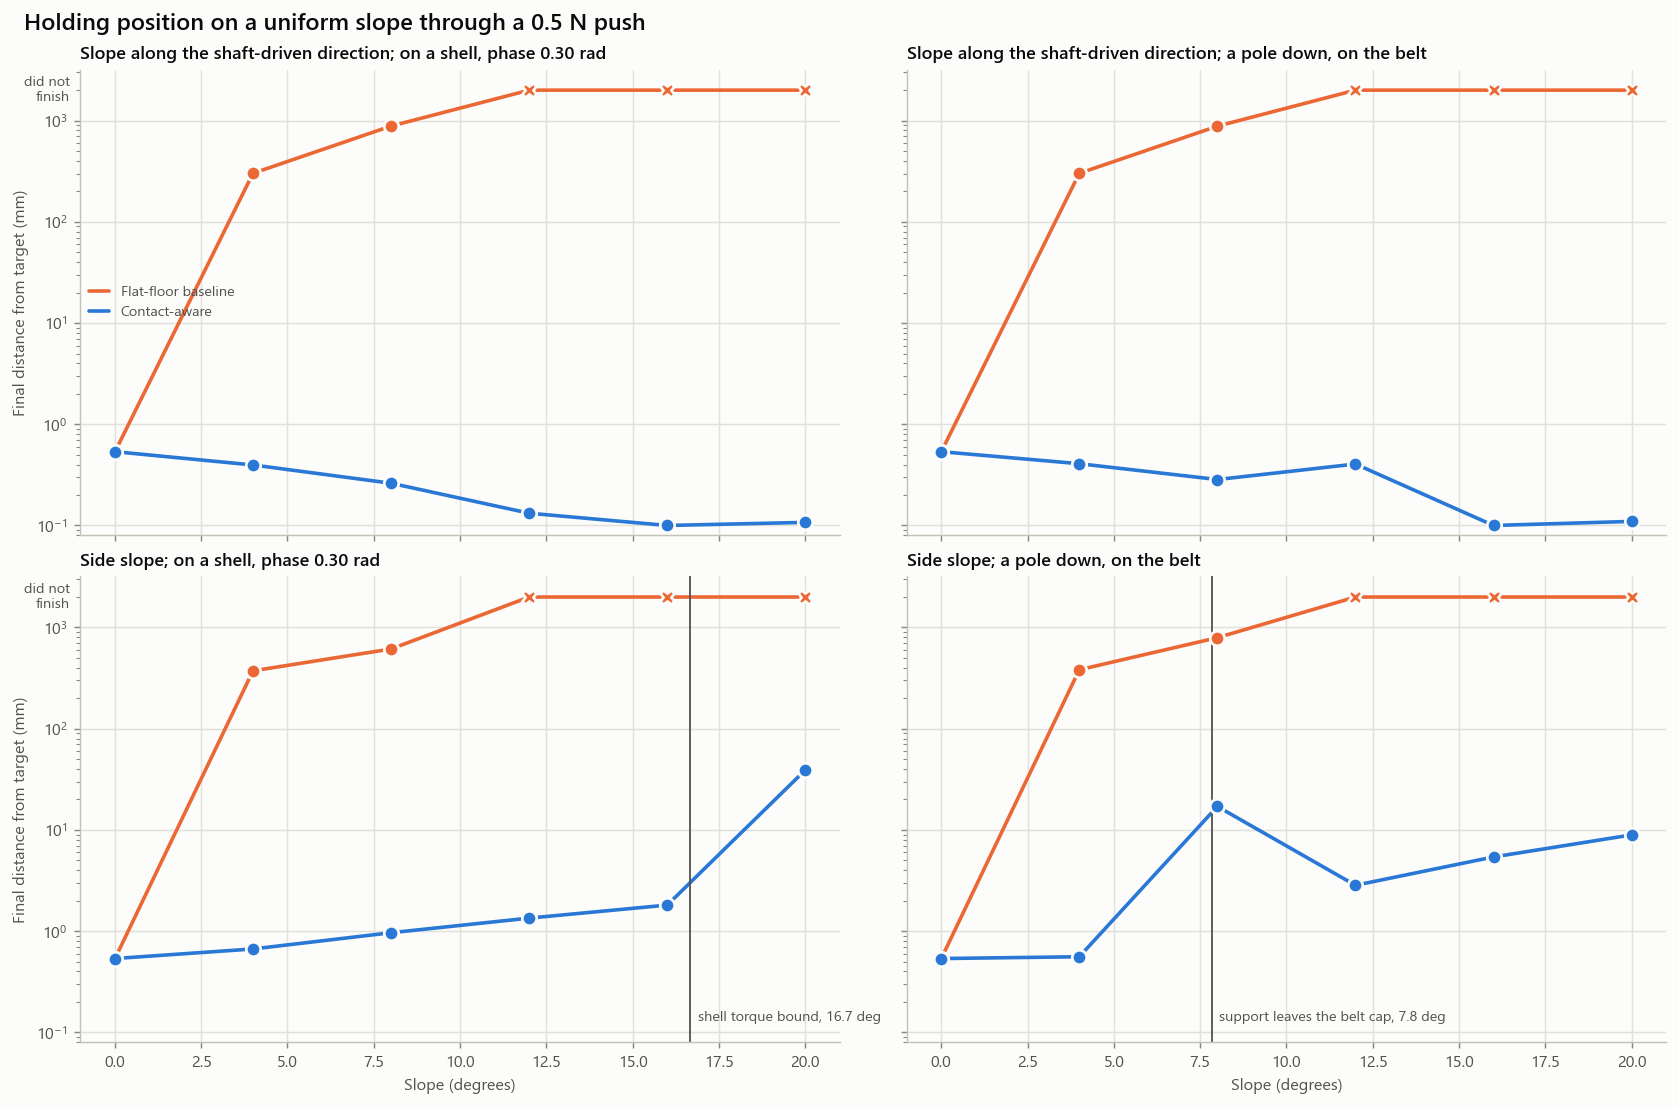 Holding position on a uniform slope through a 0.5 N push
Slope along the shaft-driven direction; on a shell, phase 0.30 rad
did not
finish
10³
10²
10¹
10⁰
10⁻¹
Final distance from target (mm)
Flat-floor baseline
Contact-aware
Slope along the shaft-driven direction; a pole down, on the belt
Side slope; on a shell, phase 0.30 rad
did not
finish
10³
10²
10¹
10⁰
10⁻¹
Final distance from target (mm)
shell torque bound, 16.7 deg
0.0 2.5 5.0 7.5 10.0 12.5 15.0 17.5 20.0
Slope (degrees)
Side slope; a pole down, on the belt
support leaves the belt cap, 7.8 deg
0.0 2.5 5.0 7.5 10.0 12.5 15.0 17.5 20.0
Slope (degrees)